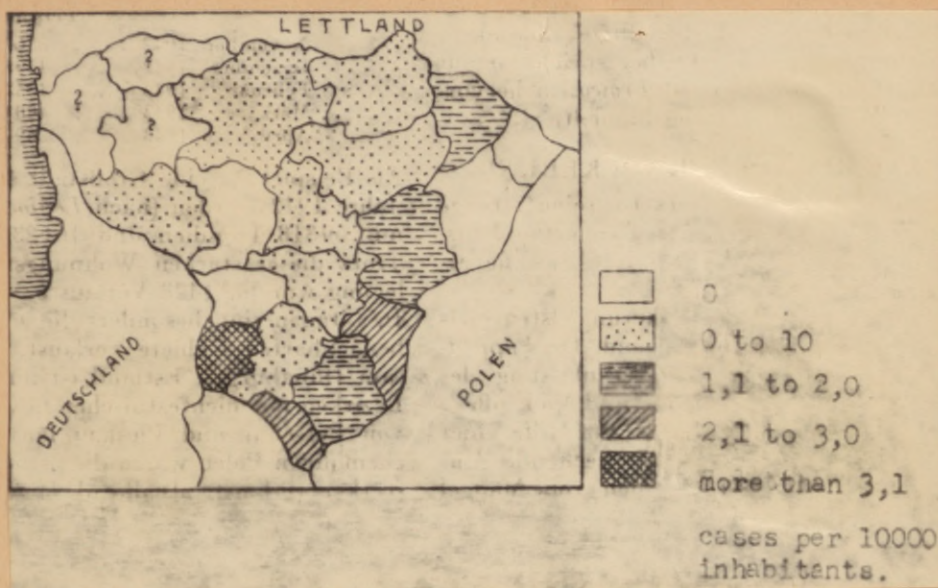 LETTLAND
?
?
?
DEUTSCHLAND
POLEN
0
0 to 10
1,1 to 2,0
2,1 to 3,0
more than 3,1
cases per 10000
inhabitants.